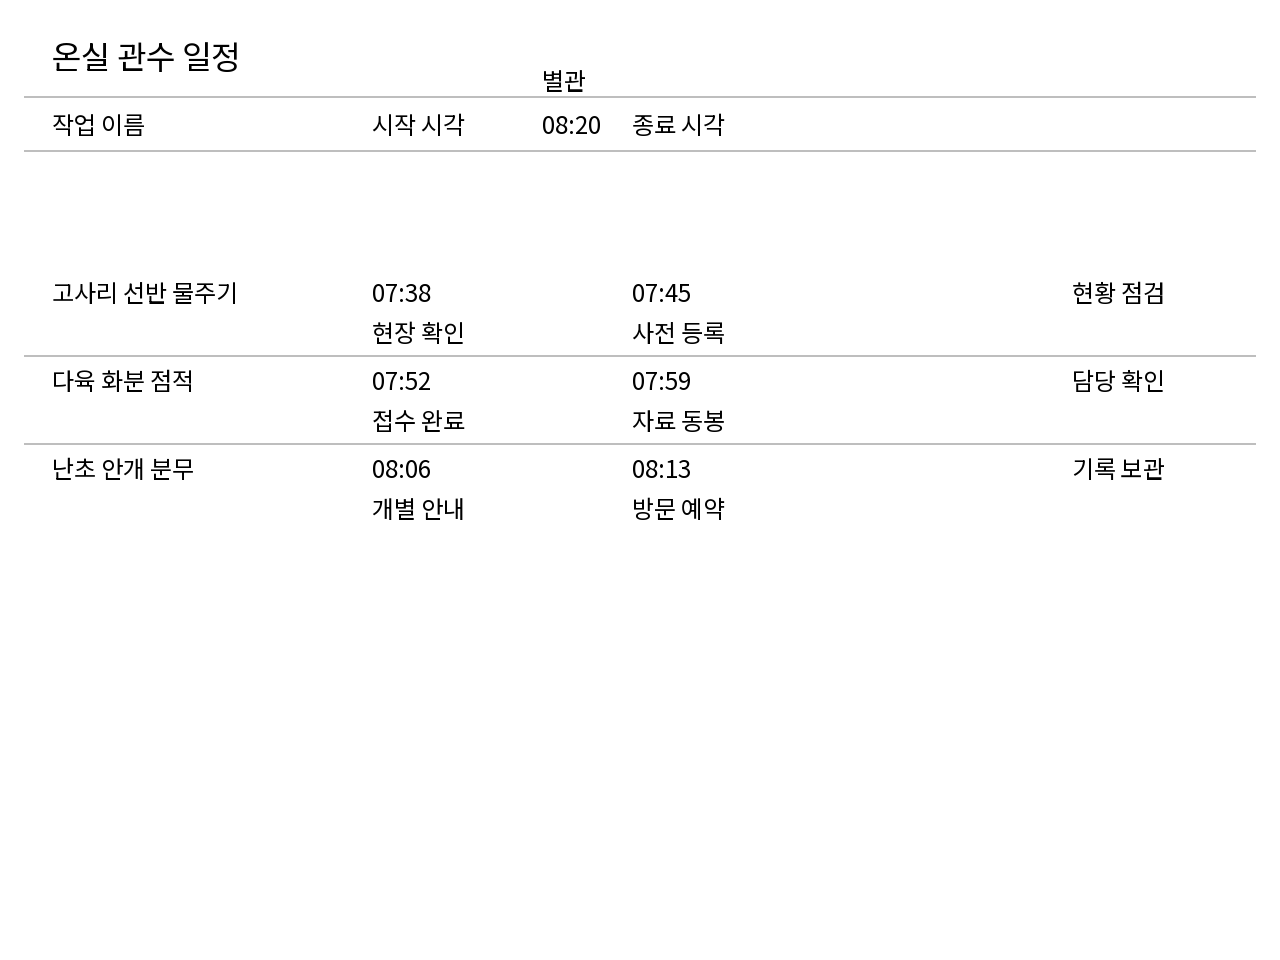 온실 관수 일정
별관
작업 이름 시작 시각 08:20 종료 시각
고사리 선반 물주기 07:38 07:45 현황 점검
현장 확인 사전 등록
다육 화분 점적 07:52 07:59 담당 확인
접수 완료 자료 동봉
난초 안개 분무 08:06 08:13 기록 보관
개별 안내 방문 예약